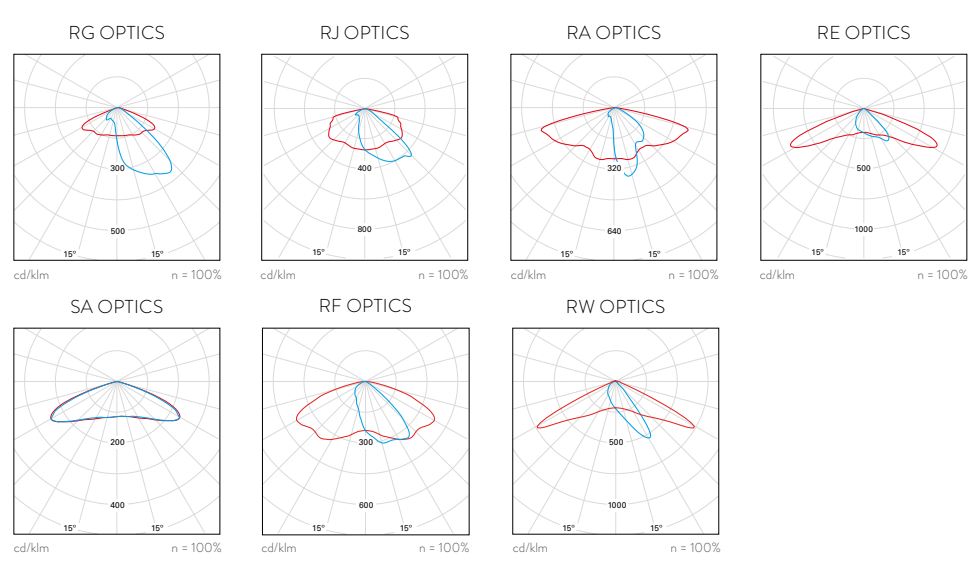 RG OPTICS
RJ OPTICS
RA OPTICS
RE OPTICS
300
400
320
500
500
800
640
1000
15° 15°
15° 15°
15° 15°
15° 15°
cd/klm n = 100%
cd/klm n = 100%
cd/klm n = 100%
cd/klm n = 100%
SA OPTICS
RF OPTICS
RW OPTICS
200
300
500
400
600
1000
15° 15°
15° 15°
15° 15°
cd/klm n = 100%
cd/klm n = 100%
cd/klm n = 100%